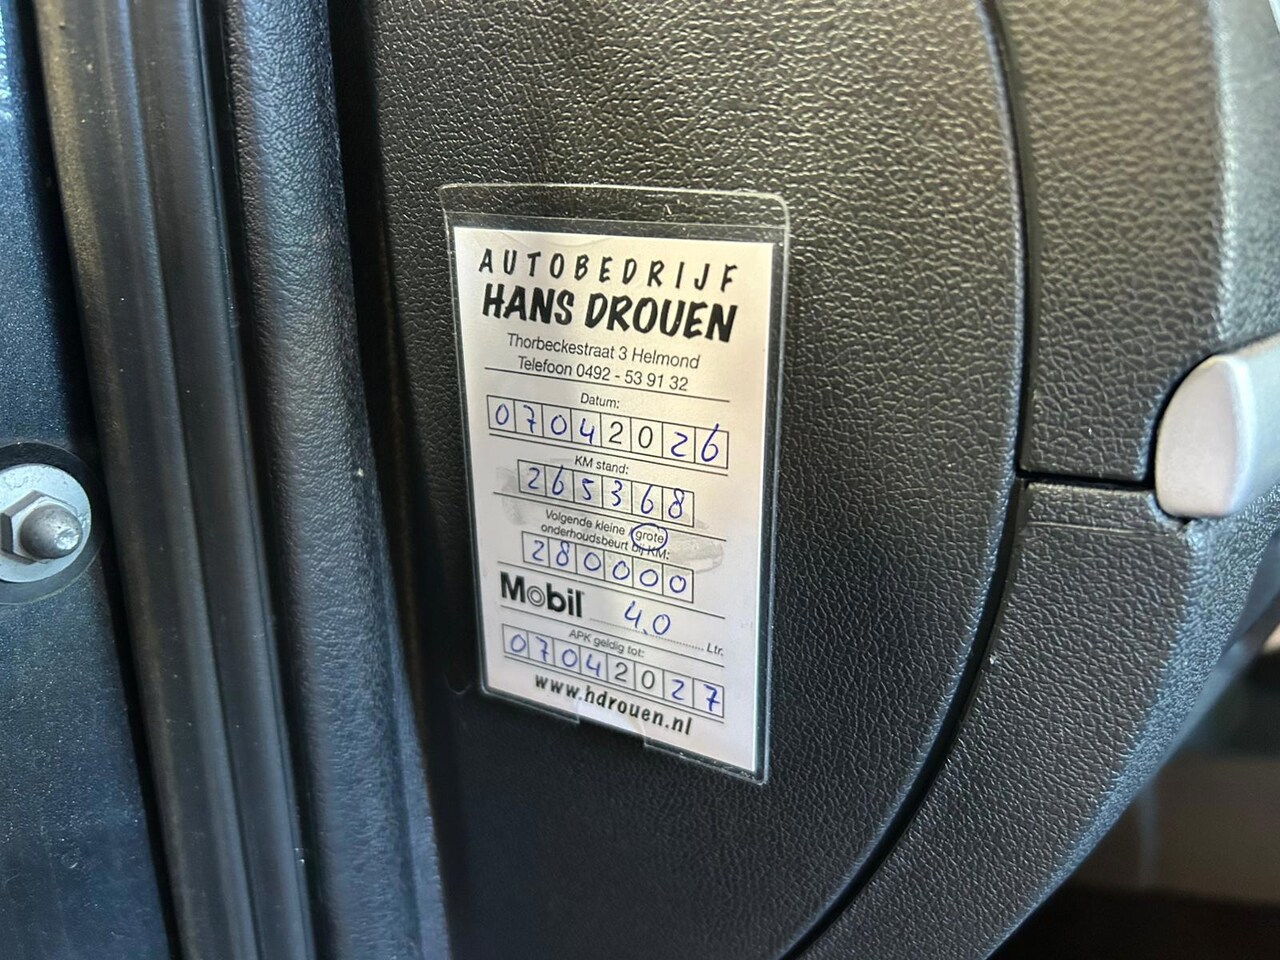 AUTOBEDRIJF
HANS DROUEN
Thorbeckestraat 3 Helmond
Telefoon 0492 - 53 91 32
Datum:
07042026
KM stand:
265368
Volgende kleine / grote
onderhoudsbeurt bij KM:
280000
Mobil 4.0 Ltr.
APK geldig tot:
07042027
www.hdrouen.nl